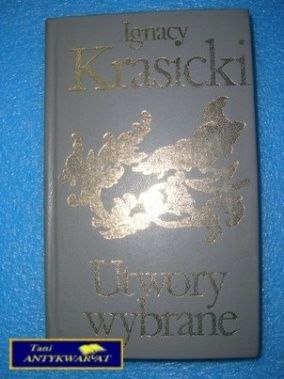 Ignacy
Krasicki
Utwory
wybrane
Tani
ANTYKWARIAT